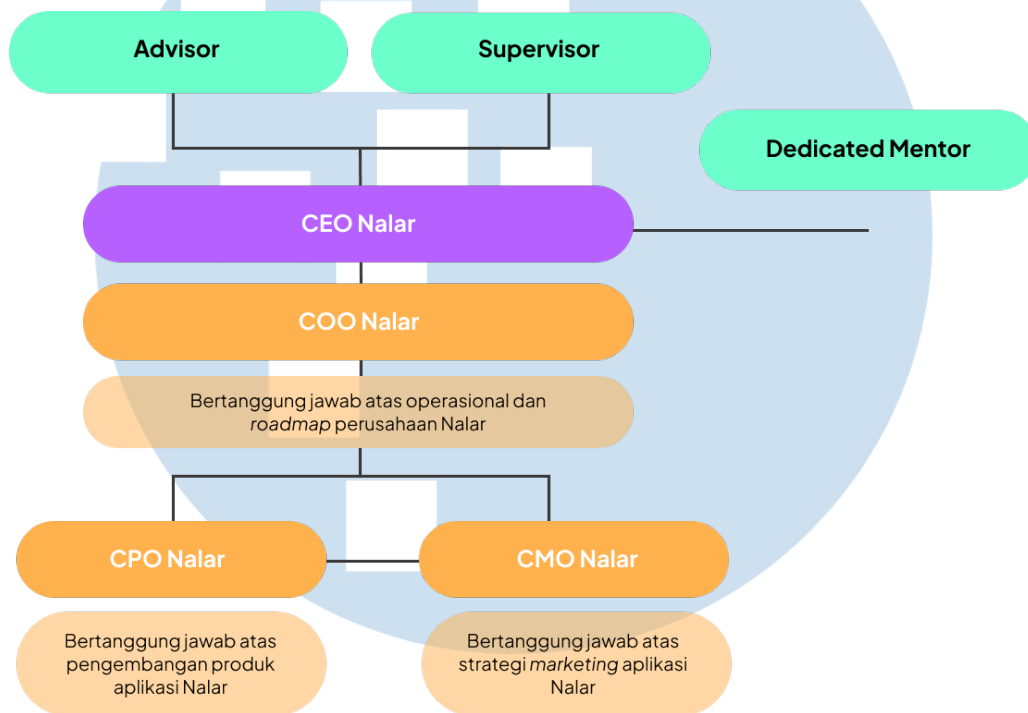 Advisor
Supervisor
Dedicated Mentor
CEO Nalar
COO Nalar
Bertanggung jawab atas operasional dan
roadmap perusahaan Nalar
CPO Nalar
CMO Nalar
Bertanggung jawab atas
pengembangan produk
aplikasi Nalar
Bertanggung jawab atas
strategi marketing aplikasi
Nalar